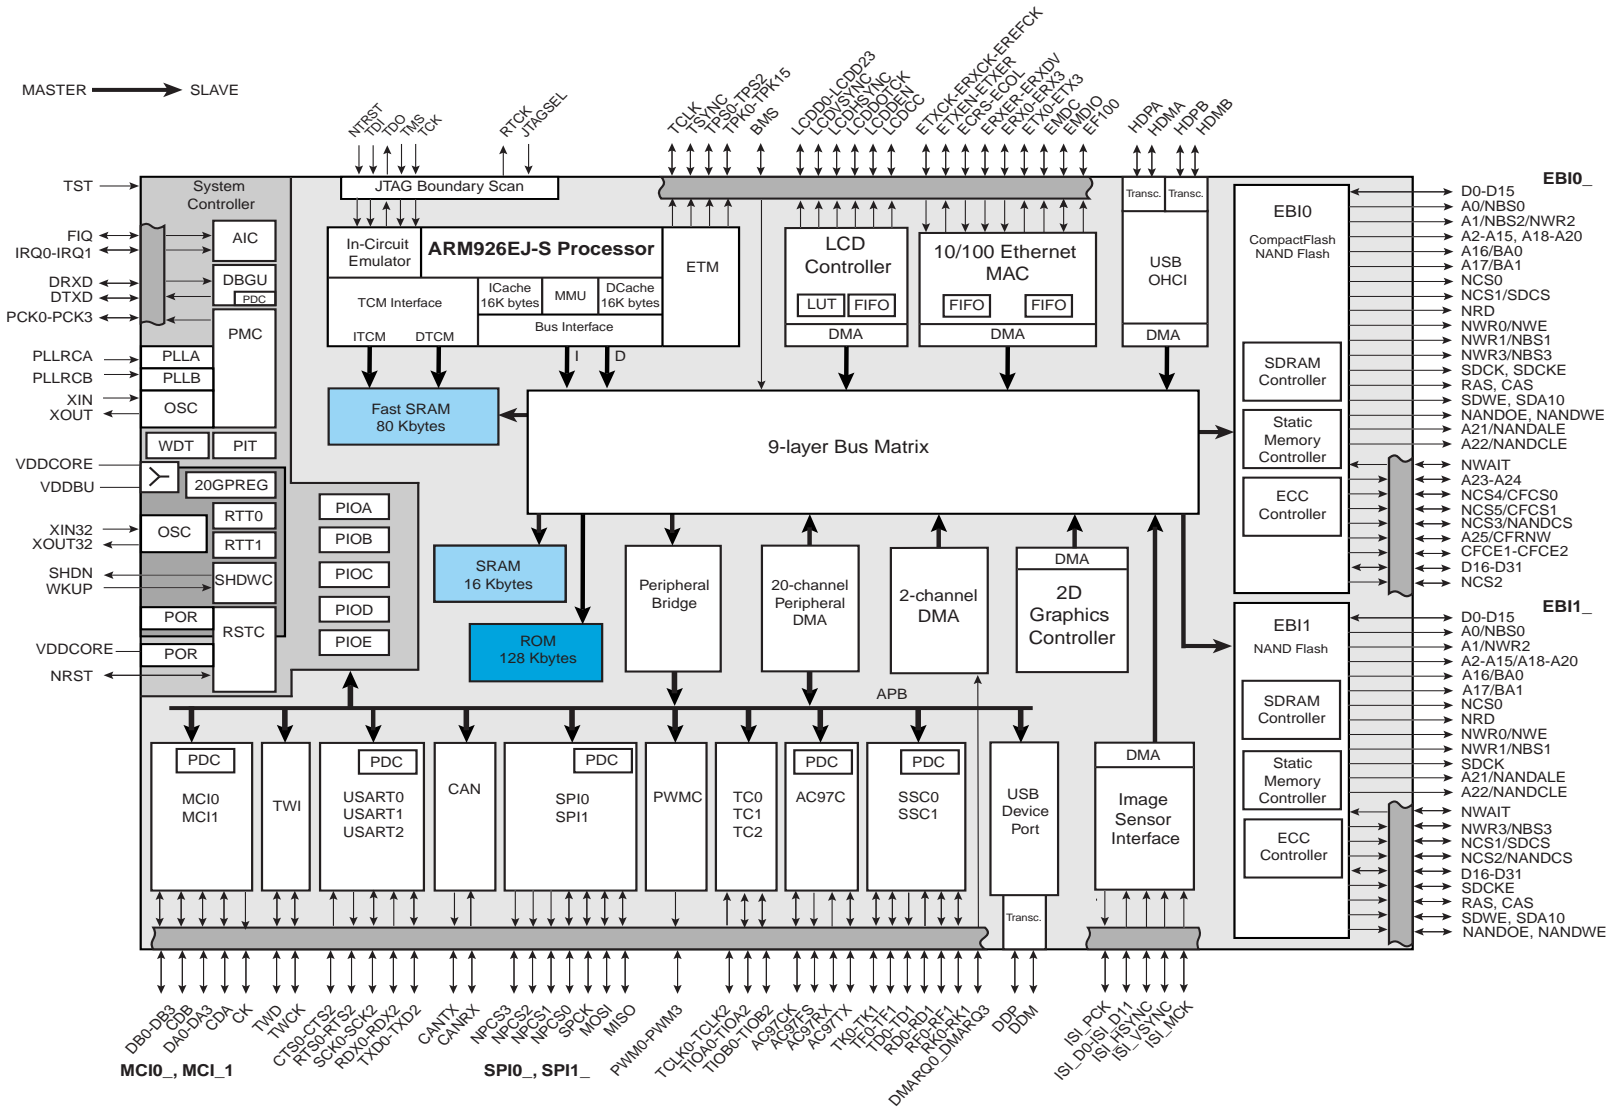 MASTER
SLAVE
NTRST
TDI
TDO
TMS
TCK
RTCK
JTAGSEL
TCLK
TSYNC
TPS0-TPS2
TPK0-TPK15
BMS
LCDD0-LCDD23
LCDVSYNC
LCDHSYNC
LCDDOTCK
LCDDEN
LCDCC
ETXCK-ERXCK-EREFCK
ETXEN-ETXER
ECRS-ECOL
ERXER-ERXDV
ERX0-ERX3
ETX0-ETX3
EMDC
EMDIO
EF100
HDPA
HDMA
HDPB
HDMB
TST
FIQ
IRQ0-IRQ1
DRXD
DTXD
PCK0-PCK3
PLLRCA
PLLRCB
XIN
XOUT
VDDCORE
VDDBU
XIN32
XOUT32
SHDN
WKUP
VDDCORE
NRST
System
Controller
AIC
DBGU
PDC
PMC
PLLA
PLLB
OSC
WDT
PIT
20GPREG
OSC
RTT0
RTT1
SHDWC
POR
RSTC
POR
PIOA
PIOB
PIOC
PIOD
PIOE
JTAG Boundary Scan
In-Circuit
Emulator
ARM926EJ-S Processor
TCM Interface
ICache
16K bytes
MMU
DCache
16K bytes
Bus Interface
ITCM
DTCM
I
D
ETM
LCD
Controller
LUT
FIFO
DMA
10/100 Ethernet
MAC
FIFO
FIFO
DMA
Transc.
Transc.
USB
OHCI
DMA
Fast SRAM
80 Kbytes
9-layer Bus Matrix
SRAM
16 Kbytes
ROM
128 Kbytes
Peripheral
Bridge
20-channel
Peripheral
DMA
2-channel
DMA
DMA
2D
Graphics
Controller
APB
PDC
MCI0
MCI1
TWI
PDC
USART0
USART1
USART2
CAN
PDC
SPI0
SPI1
PWMC
TC0
TC1
TC2
PDC
AC97C
PDC
SSC0
SSC1
USB
Device
Port
Transc.
DMA
Image
Sensor
Interface
EBI0
CompactFlash
NAND Flash
SDRAM
Controller
Static
Memory
Controller
ECC
Controller
EBI1
NAND Flash
SDRAM
Controller
Static
Memory
Controller
ECC
Controller
EBI0_
D0-D15
A0/NBS0
A1/NBS2/NWR2
A2-A15, A18-A20
A16/BA0
A17/BA1
NCS0
NCS1/SDCS
NRD
NWR0/NWE
NWR1/NBS1
NWR3/NBS3
SDCK, SDCKE
RAS, CAS
SDWE, SDA10
NANDOE, NANDWE
A21/NANDALE
A22/NANDCLE
NWAIT
A23-A24
NCS4/CFCS0
NCS5/CFCS1
NCS3/NANDCS
A25/CFRNW
CFCE1-CFCE2
D16-D31
NCS2
EBI1_
D0-D15
A0/NBS0
A1/NWR2
A2-A15/A18-A20
A16/BA0
A17/BA1
NCS0
NRD
NWR0/NWE
NWR1/NBS1
SDCK
A21/NANDALE
A22/NANDCLE
NWAIT
NWR3/NBS3
NCS1/SDCS
NCS2/NANDCS
D16-D31
SDCKE
RAS, CAS
SDWE, SDA10
NANDOE, NANDWE
DB0-DB3
CDB
DA0-DA3
CDA
CK
TWD
TWCK
CTS0-CTS2
RTS0-RTS2
SCK0-SCK2
RDX0-RDX2
TXD0-TXD2
CANTX
CANRX
NPCS3
NPCS2
NPCS1
NPCS0
SPCK
MOSI
MISO
PWM0-PWM3
TCLK0-TCLK2
TIOA0-TIOA2
TIOB0-TIOB2
AC97CK
AC97FS
AC97RX
AC97TX
TK0-TK1
TF0-TF1
TD0-TD1
RD0-RD1
RF0-RF1
RK0-RK1
DMARQ0_DMARQ3
DDP
DDM
ISI_PCK
ISI_D0-ISI_D11
ISI_HSYNC
ISI_VSYNC
ISI_MCK
MCI0_, MCI_1
SPI0_, SPI1_